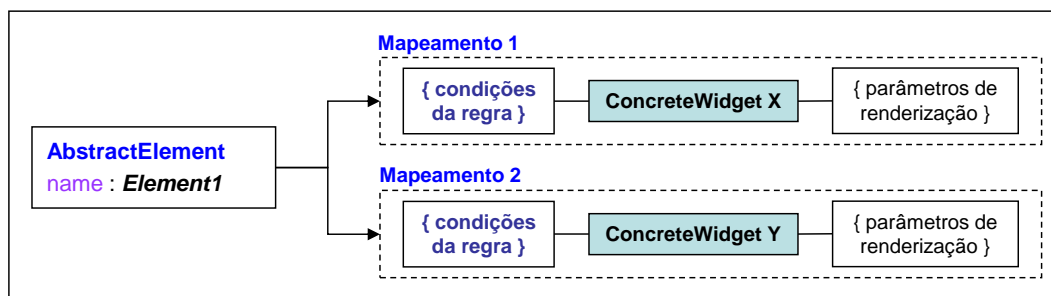 Mapeamento 1
{ condições
da regra }
ConcreteWidget X
{ parâmetros de
renderização }
AbstractElement
name : Element1
Mapeamento 2
{ condições
da regra }
ConcreteWidget Y
{ parâmetros de
renderização }